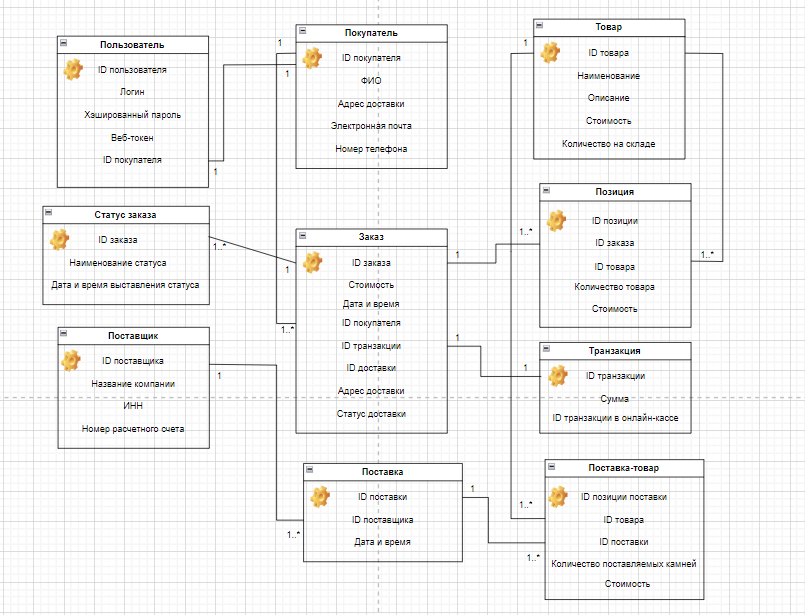 Пользователь
ID пользователя
Логин
Хэшированный пароль
Веб-токен
ID покупателя
1
1
1
Покупатель
ID покупателя
ФИО
Адрес доставки
Электронная почта
Номер телефона
1
Товар
ID товара
Наименование
Описание
Стоимость
Количество на складе
Статус заказа
ID заказа
Наименование статуса
Дата и время выставления статуса
1..*
1
1..*
Заказ
ID заказа
Стоимость
Дата и время
ID покупателя
ID транзакции
ID доставки
Адрес доставки
Статус доставки
1
1..*
1..*
Позиция
ID позиции
ID заказа
ID товара
Количество товара
Стоимость
Поставщик
ID поставщика
Название компании
ИНН
Номер расчетного счета
1
1
1
Транзакция
ID транзакции
Сумма
ID транзакции в онлайн-кассе
1..*
Поставка
ID поставки
ID поставщика
Дата и время
1
1..*
1..*
Поставка-товар
ID позиции поставки
ID товара
ID поставки
Количество поставляемых камней
Стоимость